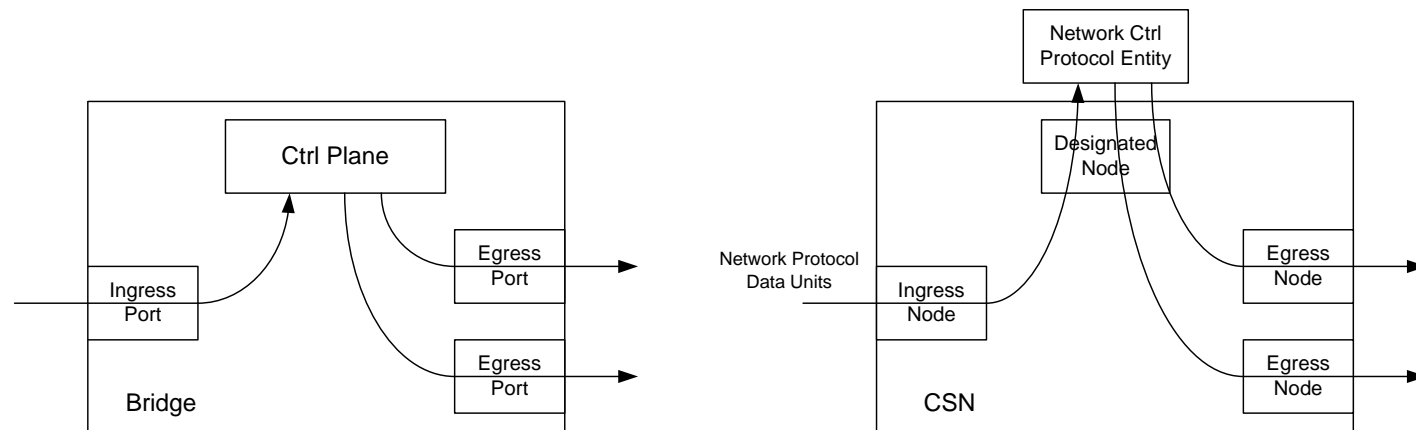 Ctrl Plane
Ingress
Port
Egress
Port
Egress
Port
Bridge
Network Ctrl
Protocol Entity
Designated
Node
Network Protocol
Data Units
Ingress
Node
Egress
Node
Egress
Node
CSN